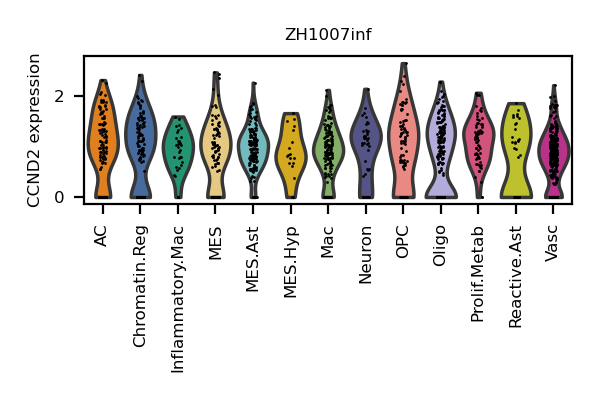 ZH1007inf
CCND2 expression
2
0
AC
Chromatin.Reg
Inflammatory.Mac
MES
MES.Ast
MES.Hyp
Mac
Neuron
OPC
Oligo
Prolif.Metab
Reactive.Ast
Vasc